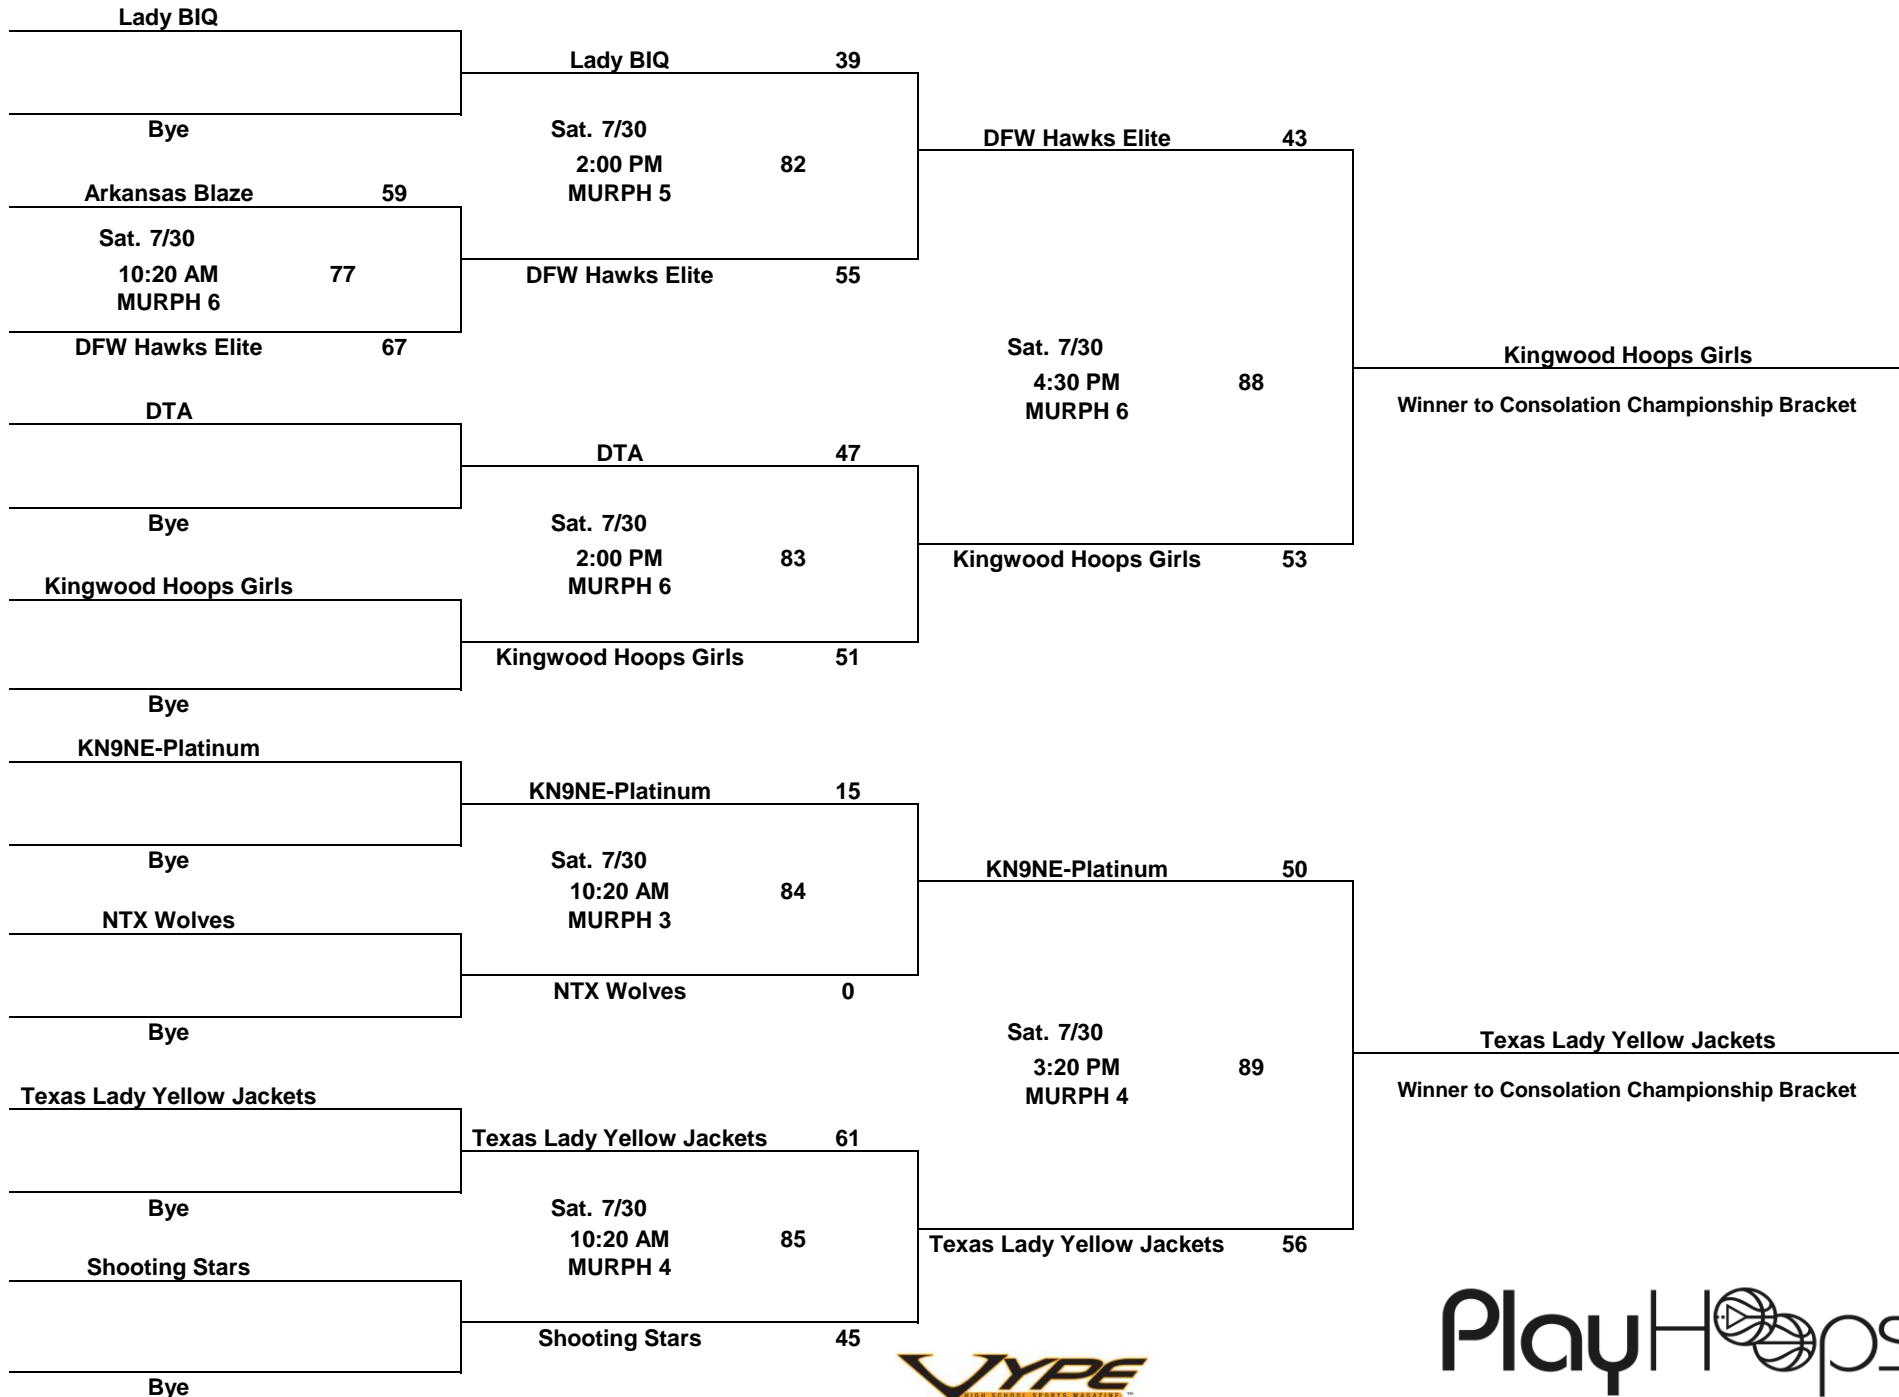 Lady BIQ
Bye
Arkansas Blaze 59
Sat. 7/30
10:20 AM 77
MURPH 6
DFW Hawks Elite 67
DTA
Bye
Kingwood Hoops Girls
Bye
KN9NE-Platinum
Bye
NTX Wolves
Bye
Texas Lady Yellow Jackets
Bye
Shooting Stars
Bye
Lady BIQ 39
Sat. 7/30
2:00 PM 82
MURPH 5
DFW Hawks Elite 55
DTA 47
Sat. 7/30
2:00 PM 83
MURPH 6
Kingwood Hoops Girls 51
KN9NE-Platinum 15
Sat. 7/30
10:20 AM 84
MURPH 3
NTX Wolves 0
Texas Lady Yellow Jackets 61
Sat. 7/30
10:20 AM 85
MURPH 4
Shooting Stars 45
DFW Hawks Elite 43
Sat. 7/30
4:30 PM 88
MURPH 6
Kingwood Hoops Girls 53
KN9NE-Platinum 50
Sat. 7/30
3:20 PM 89
MURPH 4
Texas Lady Yellow Jackets 56
Kingwood Hoops Girls
Winner to Consolation Championship Bracket
Texas Lady Yellow Jackets
Winner to Consolation Championship Bracket
VYPE
HIGH SCHOOL SPORTS MAGAZINE ™
PlayHoops